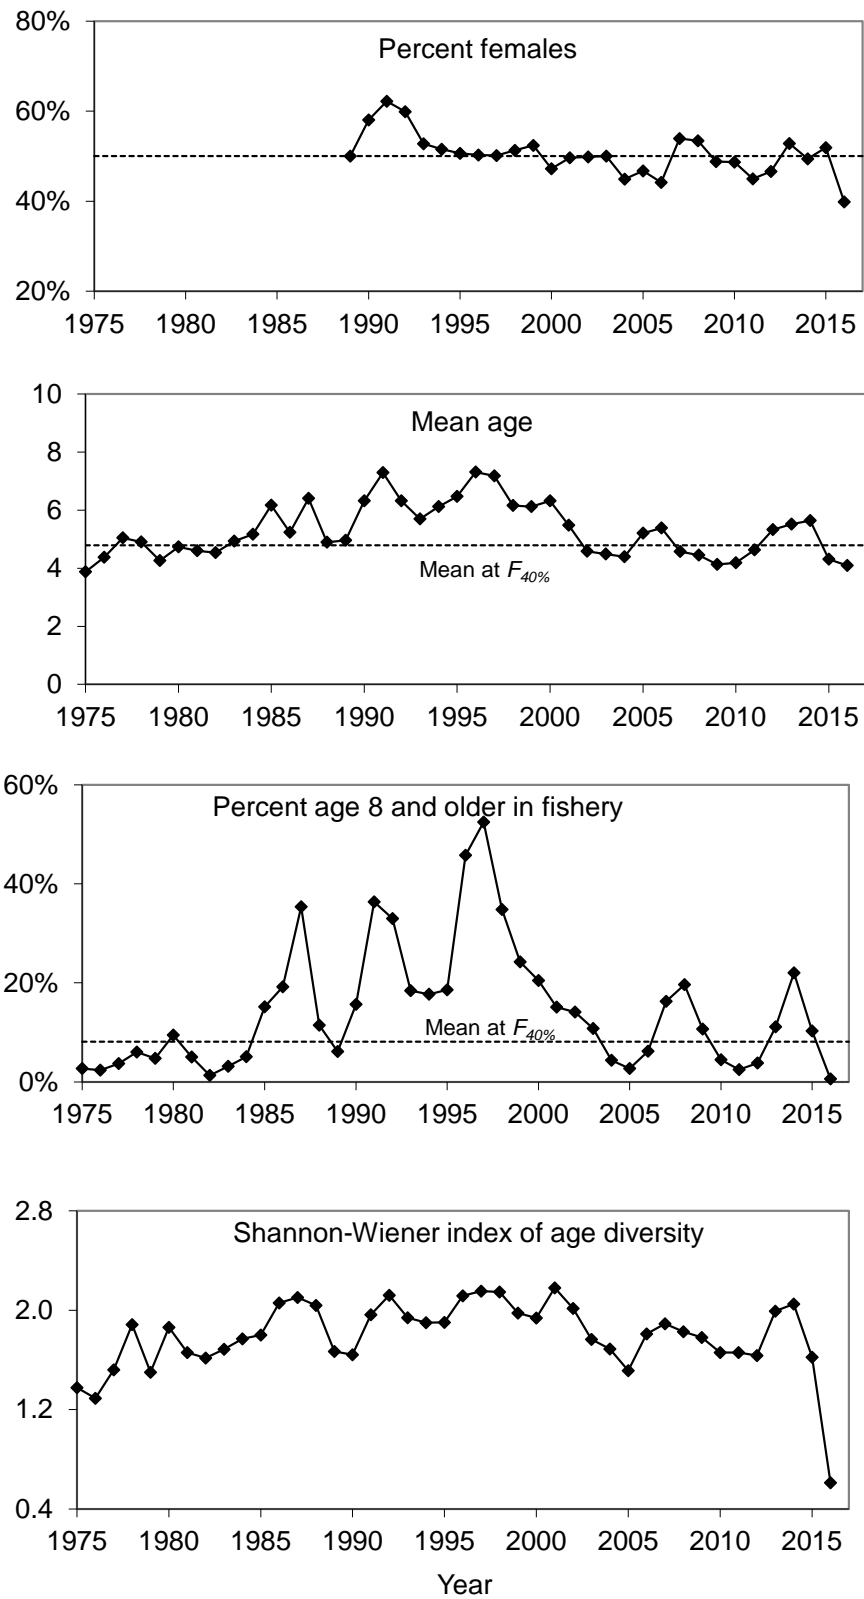 80%
Percent females
60%
40%
20%
1975 1980 1985 1990 1995 2000 2005 2010 2015
10
Mean age
8
6
4
Mean at F40%
2
0
1975 1980 1985 1990 1995 2000 2005 2010 2015
60%
Percent age 8 and older in fishery
40%
20%
Mean at F40%
0%
1975 1980 1985 1990 1995 2000 2005 2010 2015
2.8
Shannon-Wiener index of age diversity
2.0
1.2
0.4
1975 1980 1985 1990 1995 2000 2005 2010 2015
Year